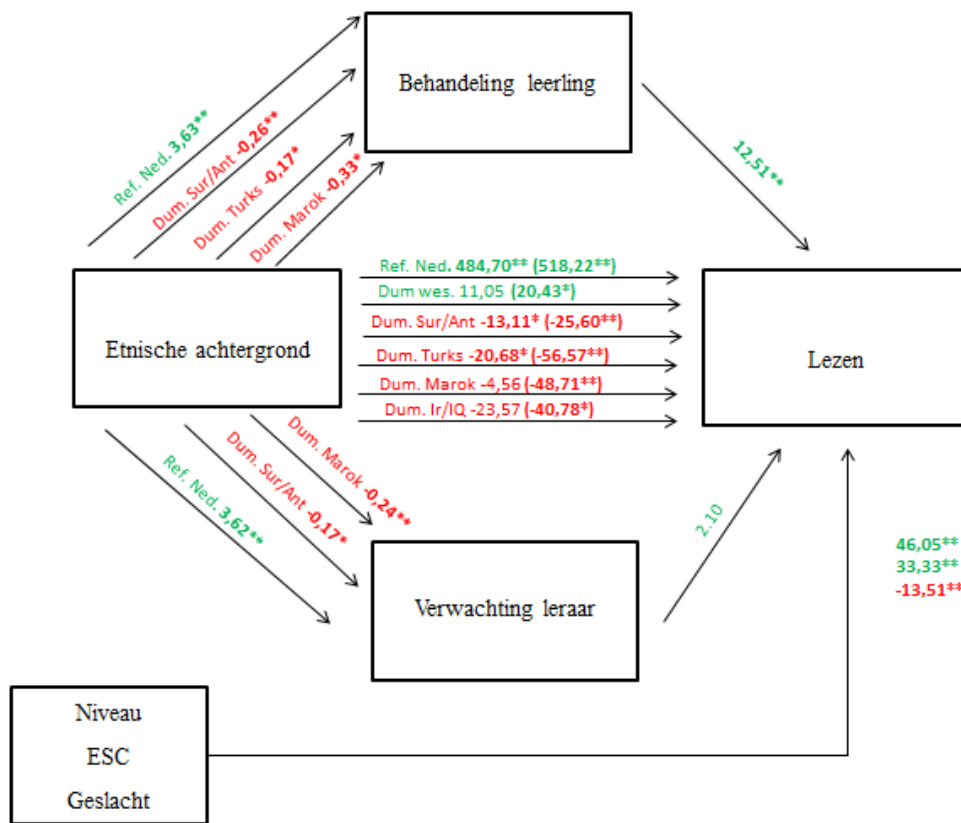 Behandeling leerling
Ref. Ned. 3,63**
Dum. Sur/Ant -0,26**
Dum. Turks -0,17*
Dum. Marok -0,33*
12,51**
Etnische achtergrond
Ref. Ned. 484,70** (518,22**)
Dum wes. 11,05 (20,43*)
Dum. Sur/Ant -13,11* (-25,60**)
Dum. Turks -20,68* (-56,57**)
Dum. Marok -4,56 (-48,71**)
Dum. Ir/IQ -23,57 (-40,78*)
Lezen
Ref. Ned. 3,62**
Dum. Sur/Ant -0,17*
Dum. Marok -0,24**
Verwachting leraar
2.10
46,05**
33,33**
-13,51**
Niveau
ESC
Geslacht